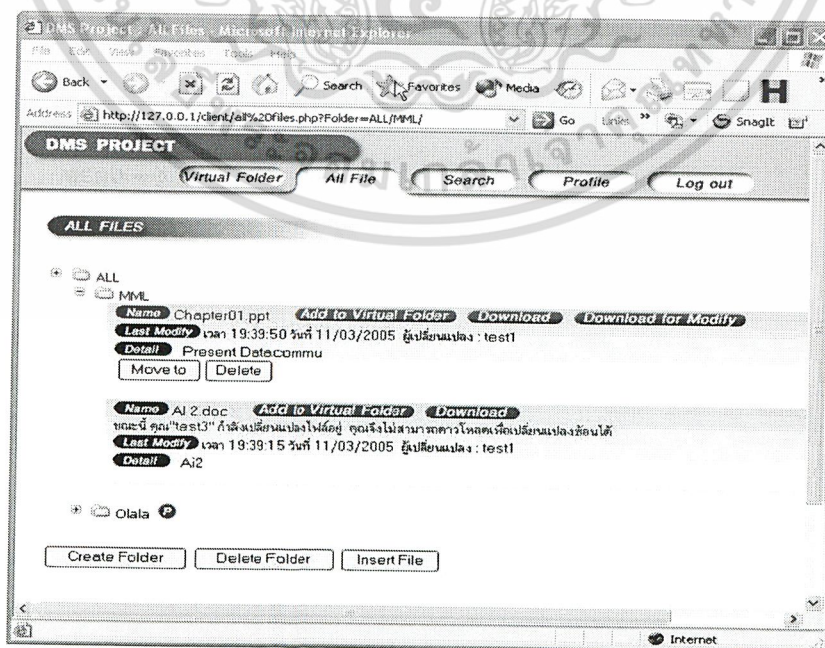 DMS Project - All Files - Microsoft Internet Explorer
File Edit View Favorites Tools Help
Back Search Favorites Media
Address http://127.0.0.1/client/all%20files.php?Folder=ALL/MML/ Go Links » SnagIt
DMS PROJECT
Virtual Folder All File Search Profile Log out
ALL FILES
ALL
MML
Name Chapter01.ppt Add to Virtual Folder Download Download for Modify
Last Modify เวลา 19:39:50 วันที่ 11/03/2005 ผู้เปลี่ยนแปลง : test1
Detail Present Datacommu
Move to Delete
Name AI 2.doc Add to Virtual Folder Download
ขณะนี้ คุณ"test3" กำลังเปลี่ยนแปลงไฟล์อยู่ คุณจึงไม่สามารถดาวโหลดเพื่อเปลี่ยนแปลงซ้อนได้
Last Modify เวลา 19:39:15 วันที่ 11/03/2005 ผู้เปลี่ยนแปลง : test1
Detail Ai2
Olala P
Create Folder Delete Folder Insert File
Internet